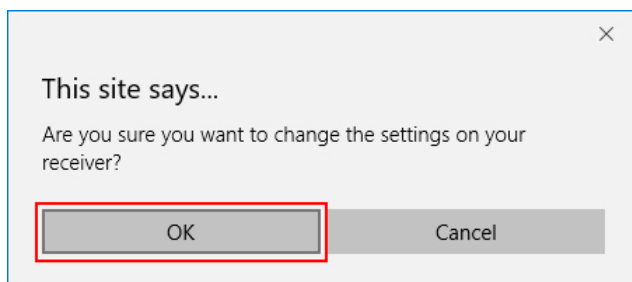 This site says...
Are you sure you want to change the settings on your
receiver?
OK
Cancel